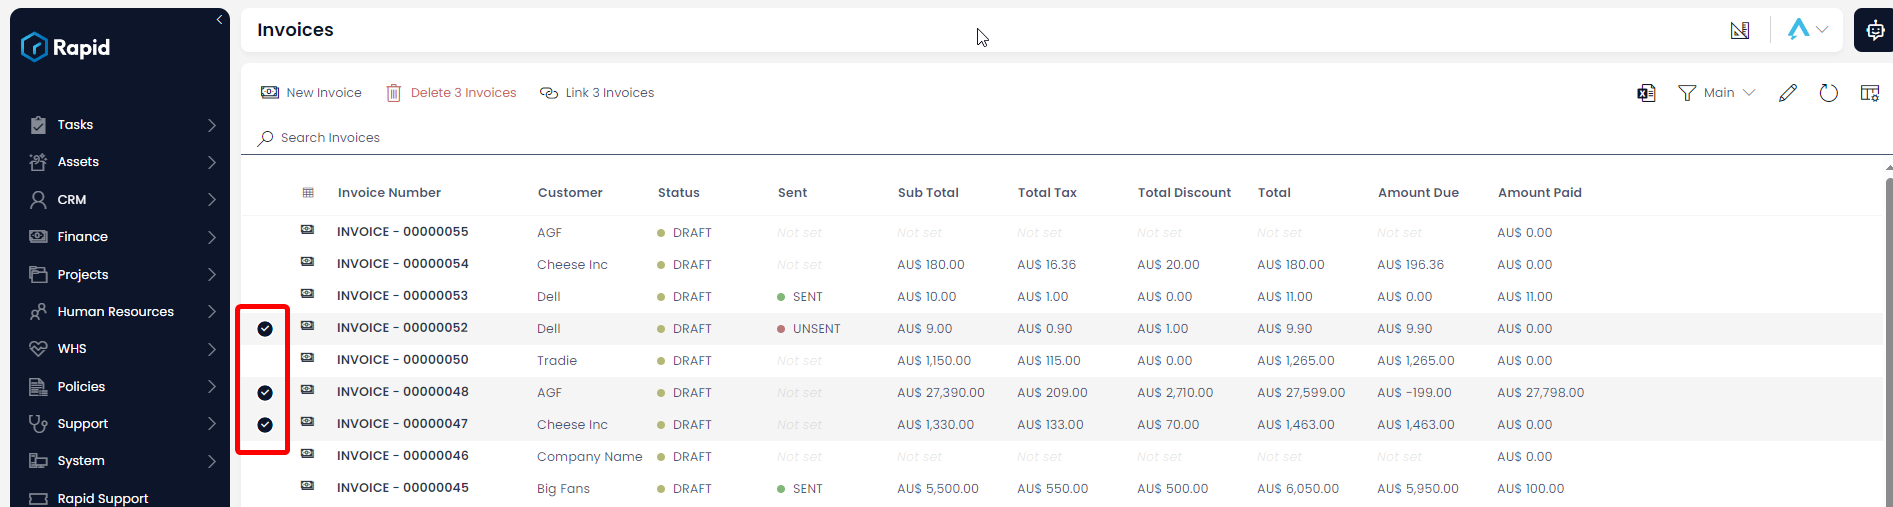 Rapid
Tasks
Assets
CRM
Finance
Projects
Human Resources
WHS
Policies
Support
System
Rapid Support
Invoices
New Invoice Delete 3 Invoices Link 3 Invoices Main
Search Invoices
Invoice Number Customer Status Sent Sub Total Total Tax Total Discount Total Amount Due Amount Paid
INVOICE - 00000055 AGF DRAFT Not set Not set Not set Not set Not set Not set AU$ 0.00
INVOICE - 00000054 Cheese Inc DRAFT Not set AU$ 180.00 AU$ 16.36 AU$ 20.00 AU$ 180.00 AU$ 196.36 AU$ 0.00
INVOICE - 00000053 Dell DRAFT SENT AU$ 10.00 AU$ 1.00 AU$ 0.00 AU$ 11.00 AU$ 0.00 AU$ 11.00
INVOICE - 00000052 Dell DRAFT UNSENT AU$ 9.00 AU$ 0.90 AU$ 1.00 AU$ 9.90 AU$ 9.90 AU$ 0.00
INVOICE - 00000050 Tradie DRAFT Not set AU$ 1,150.00 AU$ 115.00 AU$ 0.00 AU$ 1,265.00 AU$ 1,265.00 AU$ 0.00
INVOICE - 00000048 AGF DRAFT Not set AU$ 27,390.00 AU$ 209.00 AU$ 2,710.00 AU$ 27,599.00 AU$ -199.00 AU$ 27,798.00
INVOICE - 00000047 Cheese Inc DRAFT Not set AU$ 1,330.00 AU$ 133.00 AU$ 70.00 AU$ 1,463.00 AU$ 1,463.00 AU$ 0.00
INVOICE - 00000046 Company Name DRAFT Not set Not set Not set Not set Not set Not set AU$ 0.00
INVOICE - 00000045 Big Fans DRAFT SENT AU$ 5,500.00 AU$ 550.00 AU$ 500.00 AU$ 6,050.00 AU$ 5,950.00 AU$ 100.00